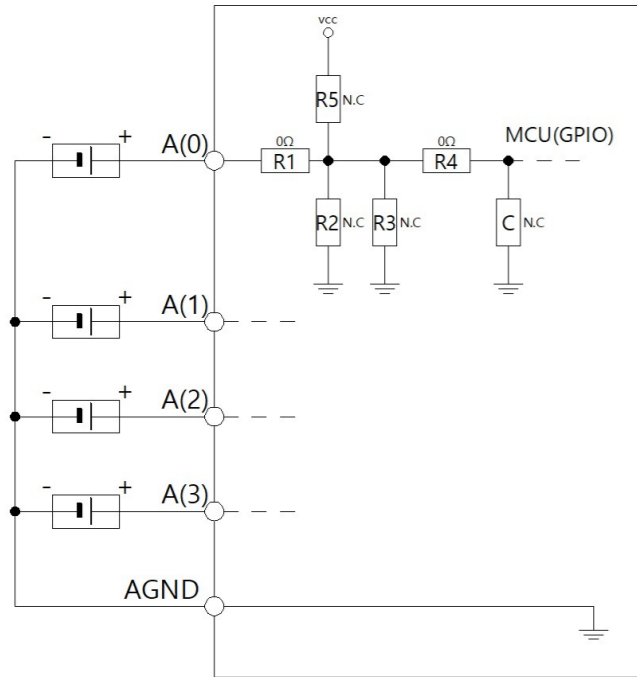 vcc
R5 N.C
- + A(0)
0Ω
R1
0Ω
R4
MCU(GPIO)
R2 N.C
R3 N.C
C N.C
- + A(1)
- + A(2)
- + A(3)
AGND